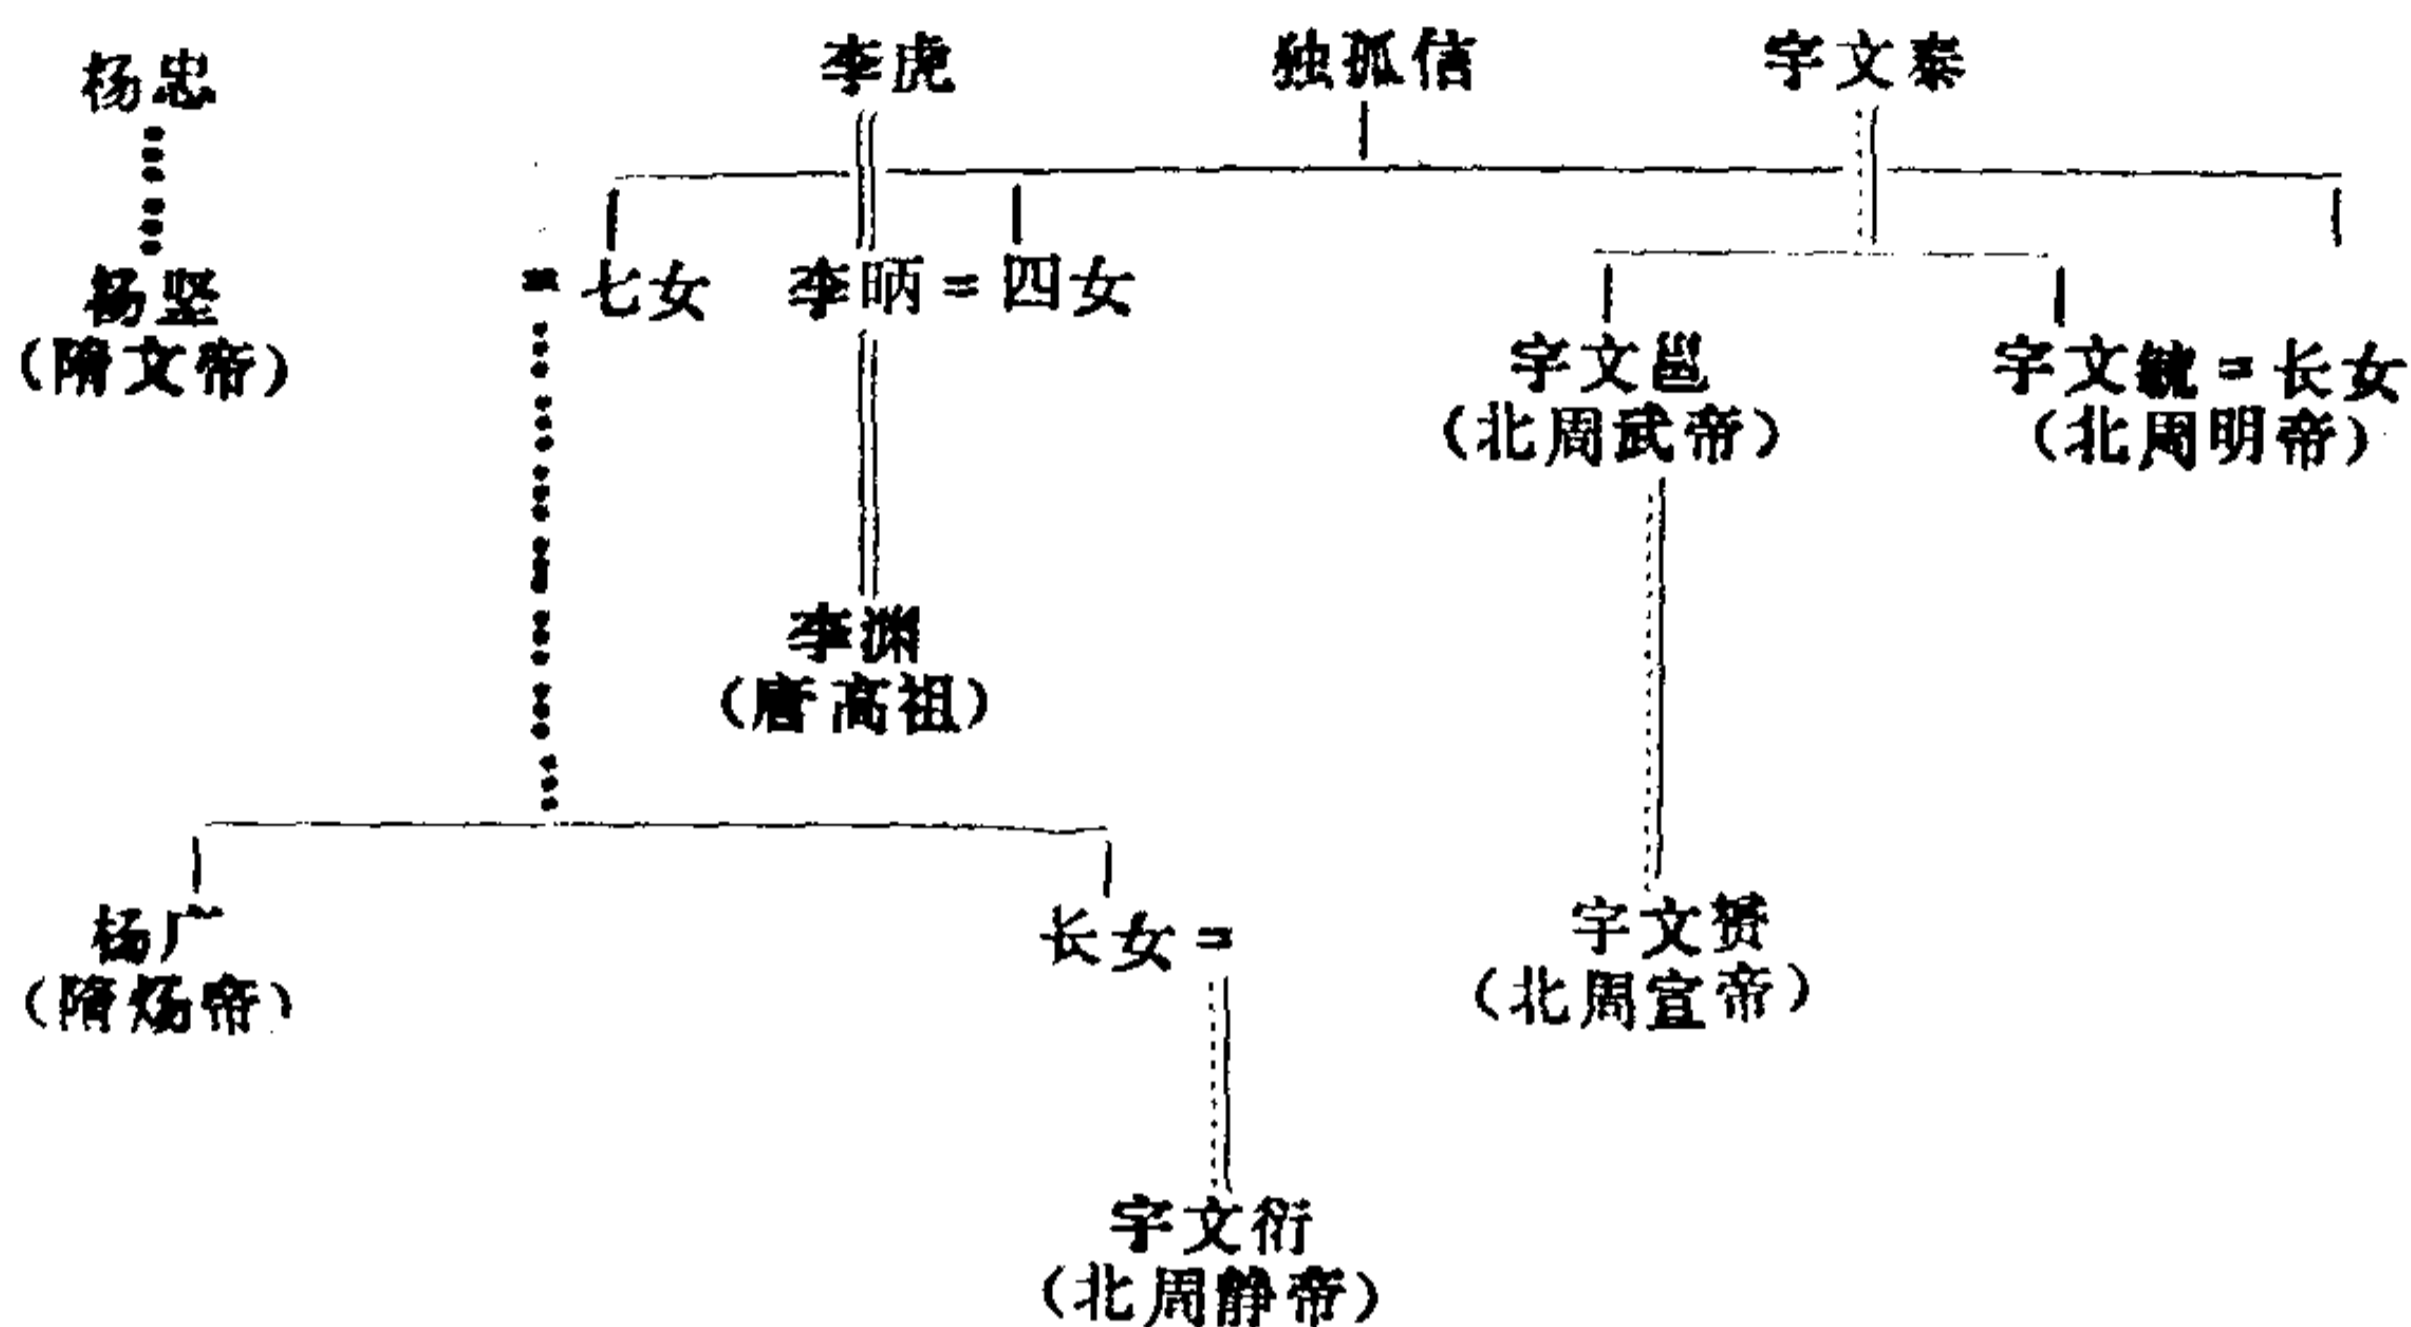 杨忠 李虎 独孤信 宇文泰
杨坚 = 七女 李昞 = 四女
(隋文帝)
宇文邕 宇文毓 = 长女
(北周武帝) (北周明帝)
李渊
(唐高祖)
杨广 长女 = 宇文赟
(隋炀帝) (北周宣帝)
宇文衍
(北周静帝)